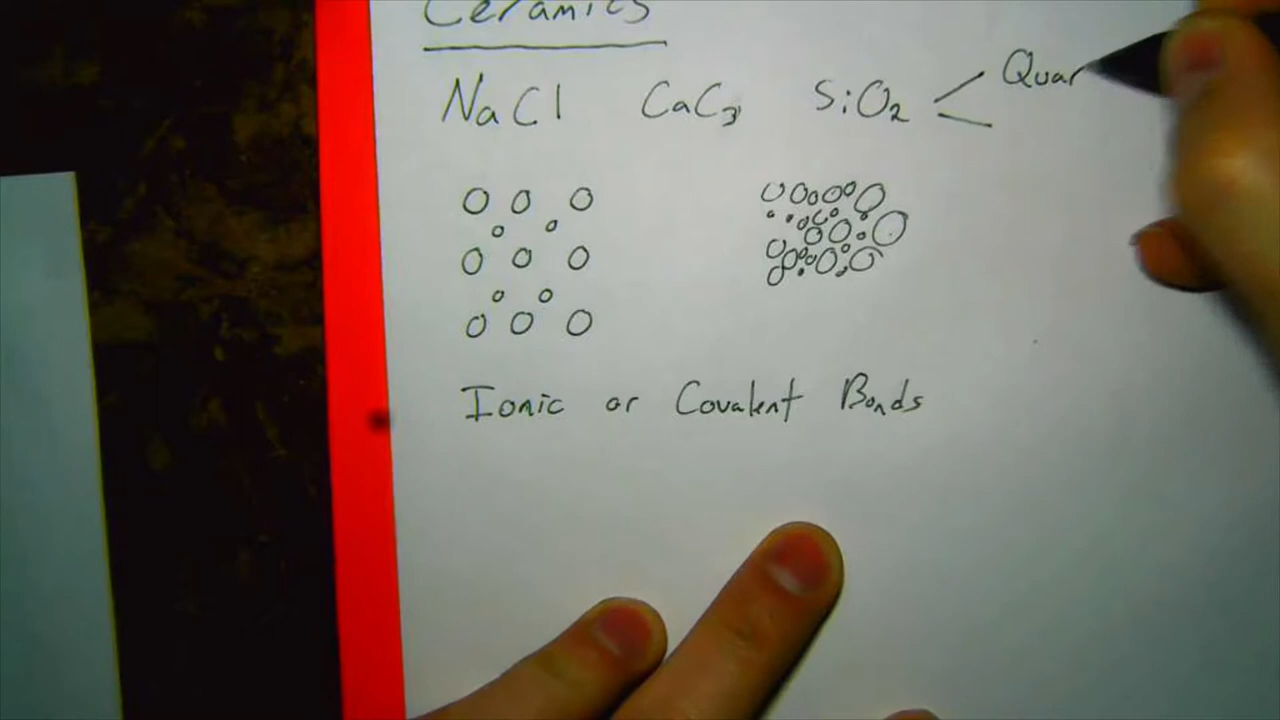 Ceramics
NaCl CaC₃ SiO₂ Quar
Ionic or Covalent Bonds